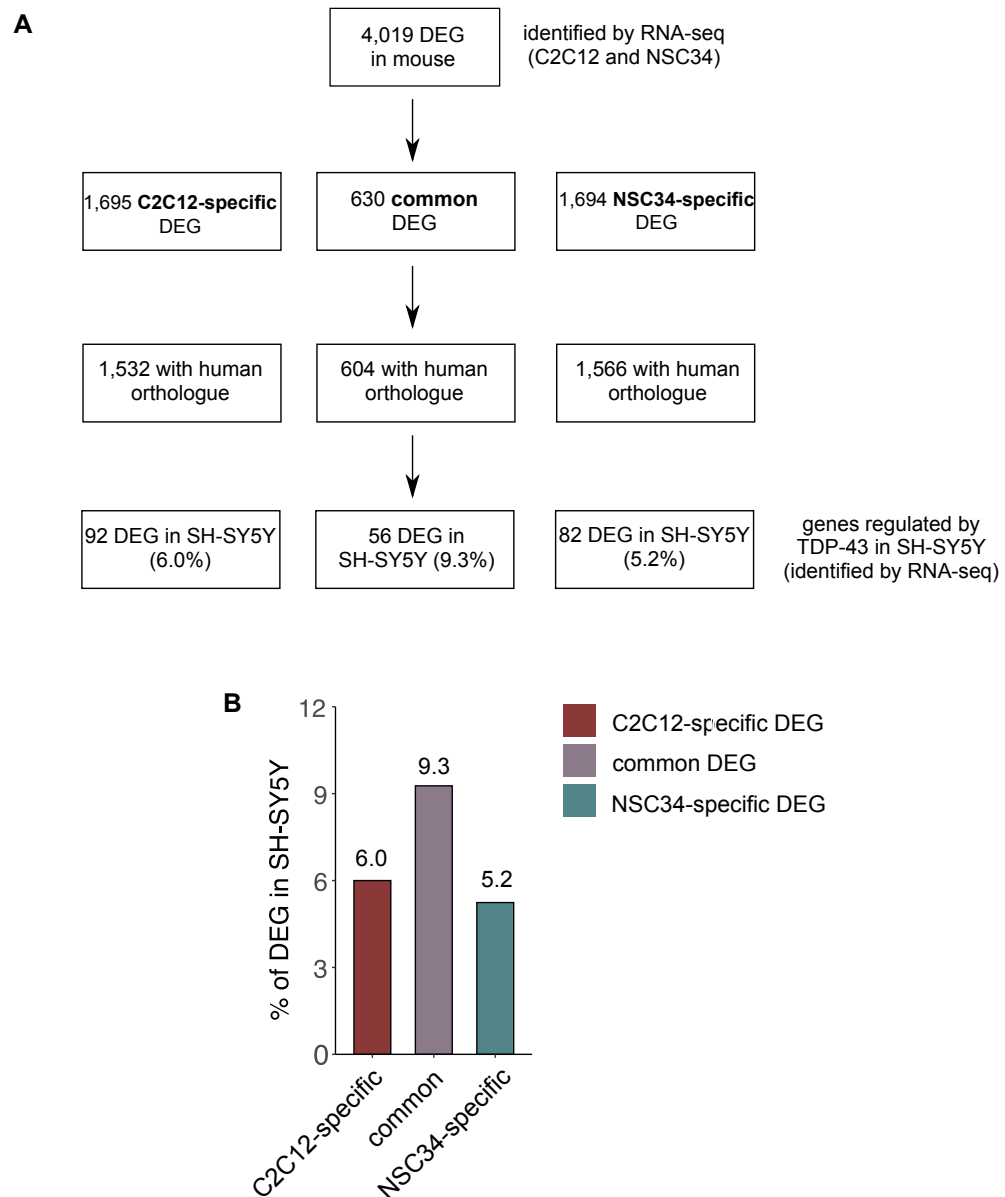 A
4,019 DEG
in mouse
identified by RNA-seq
(C2C12 and NSC34)
1,695 C2C12-specific
DEG
630 common
DEG
1,694 NSC34-specific
DEG
1,532 with human
orthologue
604 with human
orthologue
1,566 with human
orthologue
92 DEG in SH-SY5Y
(6.0%)
56 DEG in
SH-SY5Y (9.3%)
82 DEG in SH-SY5Y
(5.2%)
genes regulated by
TDP-43 in SH-SY5Y
(identified by RNA-seq)
B
% of DEG in SH-SY5Y
12
9
6
3
0
6.0
9.3
5.2
C2C12-specific
common
NSC34-specific
C2C12-specific DEG
common DEG
NSC34-specific DEG